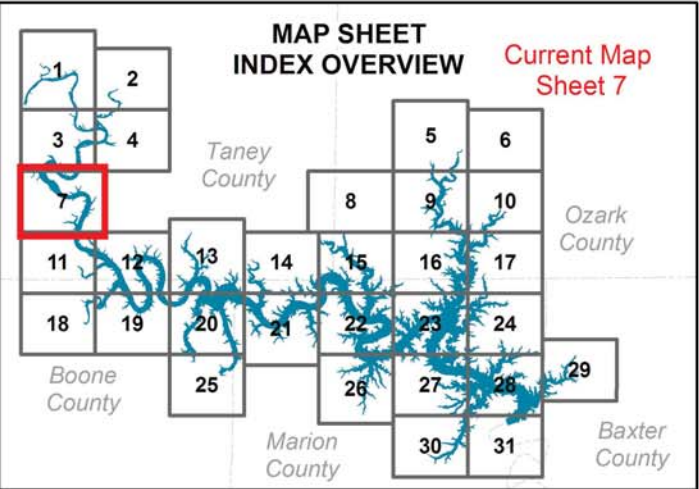 MAP SHEET
INDEX OVERVIEW
Current Map
Sheet 7
1
2
3
4
Taney
County
5
6
7
8
9
10
Ozark
County
11
12
13
14
15
16
17
18
19
20
21
22
23
24
Boone
County
25
26
27
28
29
Marion
County
30
31
Baxter
County